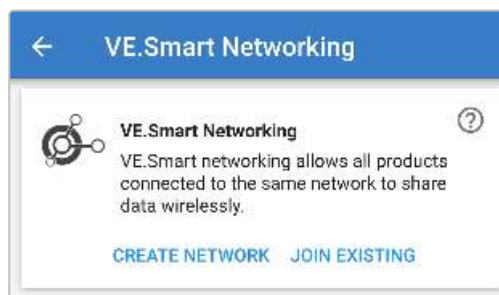 VE.Smart Networking
VE.Smart Networking
VE.Smart networking allows all products
connected to the same network to share
data wirelessly.
CREATE NETWORK JOIN EXISTING